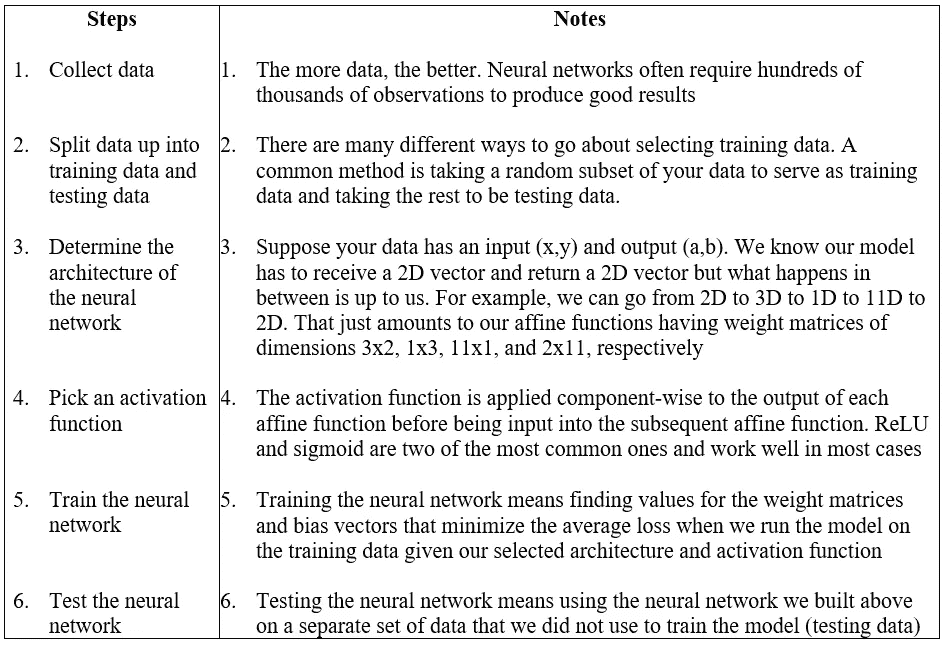 Steps
Notes
1. Collect data
1. The more data, the better. Neural networks often require hundreds of
thousands of observations to produce good results
2. Split data up into
training data and
testing data
2. There are many different ways to go about selecting training data. A
common method is taking a random subset of your data to serve as training
data and taking the rest to be testing data.
3. Determine the
architecture of
the neural
network
3. Suppose your data has an input (x,y) and output (a,b). We know our model
has to receive a 2D vector and return a 2D vector but what happens in
between is up to us. For example, we can go from 2D to 3D to 1D to 11D to
2D. That just amounts to our affine functions having weight matrices of
dimensions 3x2, 1x3, 11x1, and 2x11, respectively
4. Pick an activation
function
4. The activation function is applied component-wise to the output of each
affine function before being input into the subsequent affine function. ReLU
and sigmoid are two of the most common ones and work well in most cases
5. Train the neural
network
5. Training the neural network means finding values for the weight matrices
and bias vectors that minimize the average loss when we run the model on
the training data given our selected architecture and activation function
6. Test the neural
network
6. Testing the neural network means using the neural network we built above
on a separate set of data that we did not use to train the model (testing data)